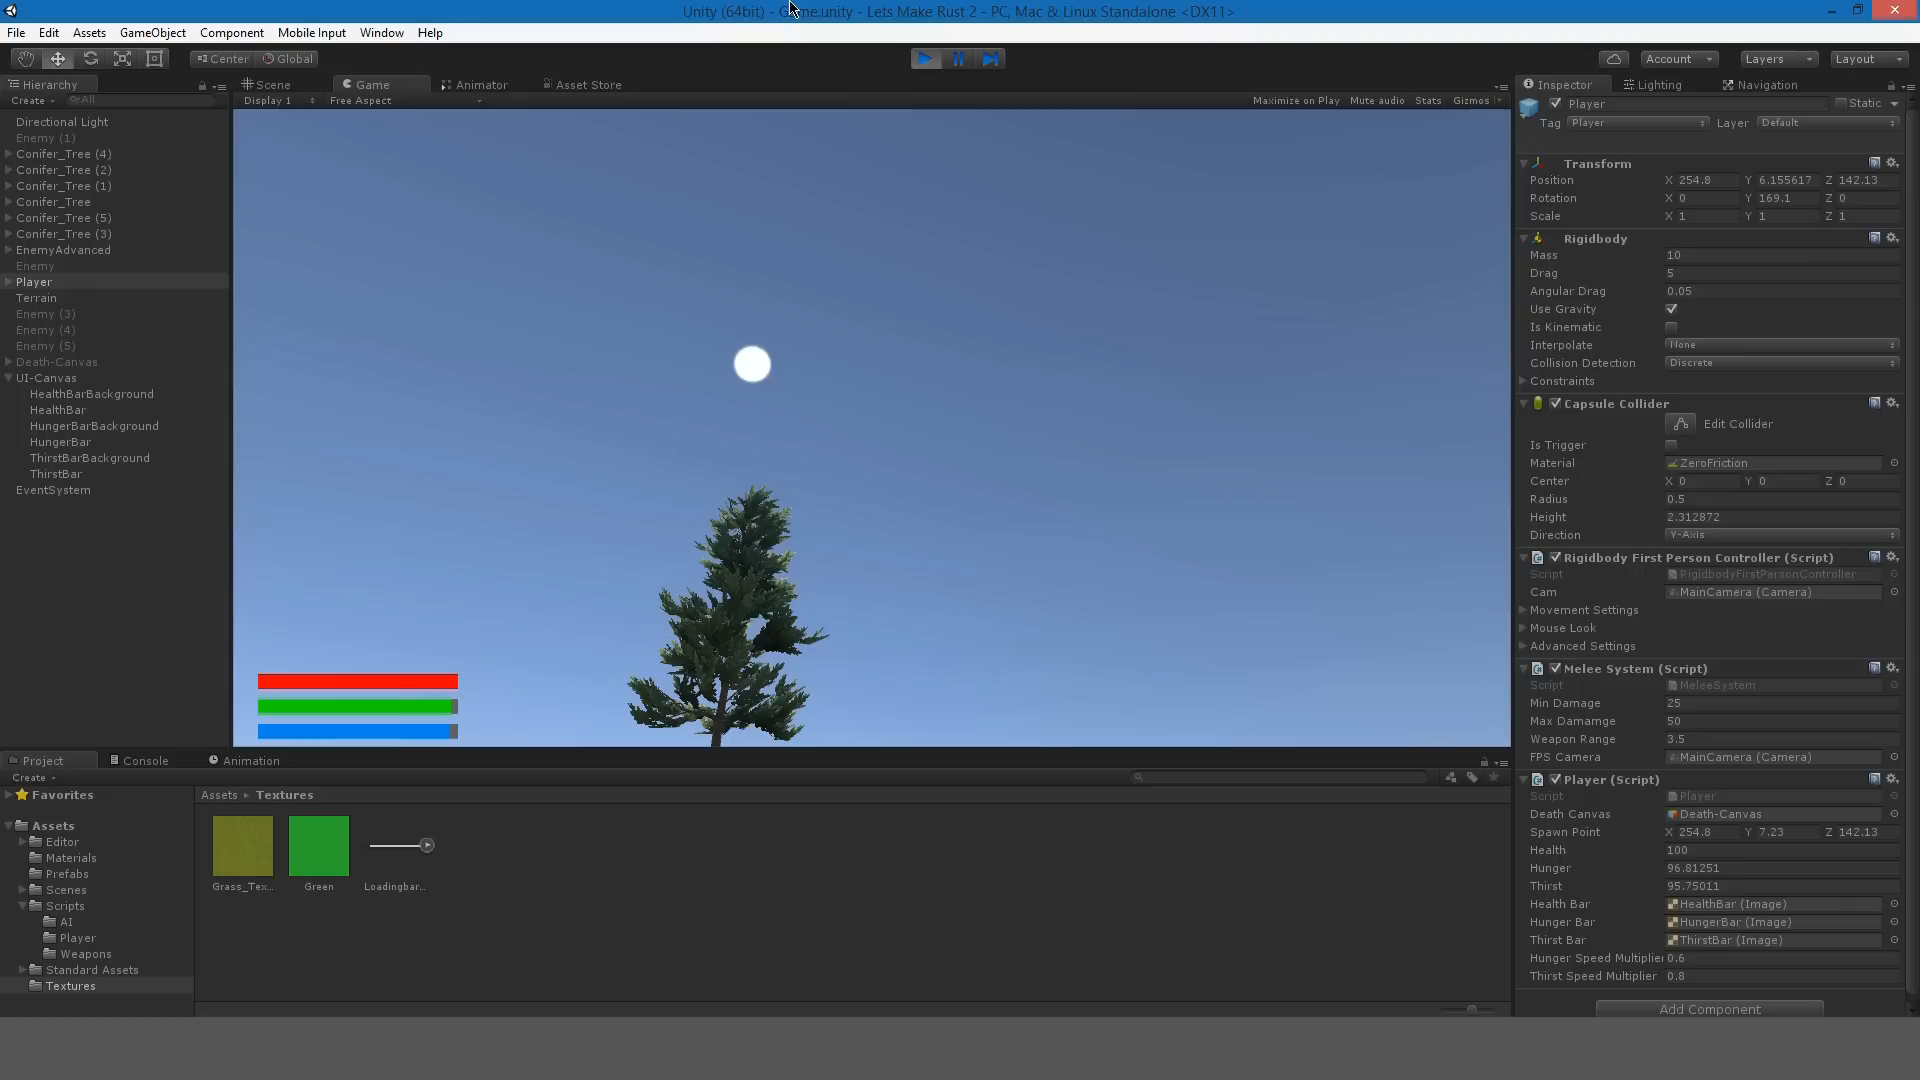 Unity (64bit) - Game.unity - Lets Make Rust 2 - PC, Mac & Linux Standalone <DX11>
File Edit Assets GameObject Component Mobile Input Window Help
Center Global Account Layers Layout
Hierarchy Scene Game Animator Asset Store Inspector Lighting Navigation
Create All Display 1 Free Aspect Maximize on Play Mute audio Stats Gizmos
Player Static
Tag Player Layer Default
Directional Light
Enemy (1)
Conifer_Tree (4)
Conifer_Tree (2)
Conifer_Tree (1)
Conifer_Tree
Conifer_Tree (5)
Conifer_Tree (3)
EnemyAdvanced
Enemy
Player
Terrain
Enemy (3)
Enemy (4)
Enemy (5)
Death-Canvas
UI-Canvas
HealthBarBackground
HealthBar
HungerBarBackground
HungerBar
ThirstBarBackground
ThirstBar
EventSystem
Transform
Position X 254.8 Y 6.155617 Z 142.13
Rotation X 0 Y 169.1 Z 0
Scale X 1 Y 1 Z 1
Rigidbody
Mass 10
Drag 5
Angular Drag 0.05
Use Gravity
Is Kinematic
Interpolate None
Collision Detection Discrete
Constraints
Capsule Collider
Edit Collider
Is Trigger
Material ZeroFriction
Center X 0 Y 0 Z 0
Radius 0.5
Height 2.312872
Direction Y-Axis
Rigidbody First Person Controller (Script)
Script RigidbodyFirstPersonController
Cam MainCamera (Camera)
Movement Settings
Mouse Look
Advanced Settings
Melee System (Script)
Script MeleeSystem
Min Damage 25
Max Damamge 50
Weapon Range 3.5
FPS Camera MainCamera (Camera)
Player (Script)
Script Player
Death Canvas Death-Canvas
Spawn Point X 254.8 Y 7.23 Z 142.13
Health 100
Hunger 96.81251
Thirst 95.75011
Health Bar HealthBar (Image)
Hunger Bar HungerBar (Image)
Thirst Bar ThirstBar (Image)
Hunger Speed Multiplier 0.6
Thirst Speed Multiplier 0.8
Add Component
Project Console Animation
Create
Favorites
Assets
Editor
Materials
Prefabs
Scenes
Scripts
AI
Player
Weapons
Standard Assets
Textures
Assets Textures
Grass_Tex... Green Loadingbar...